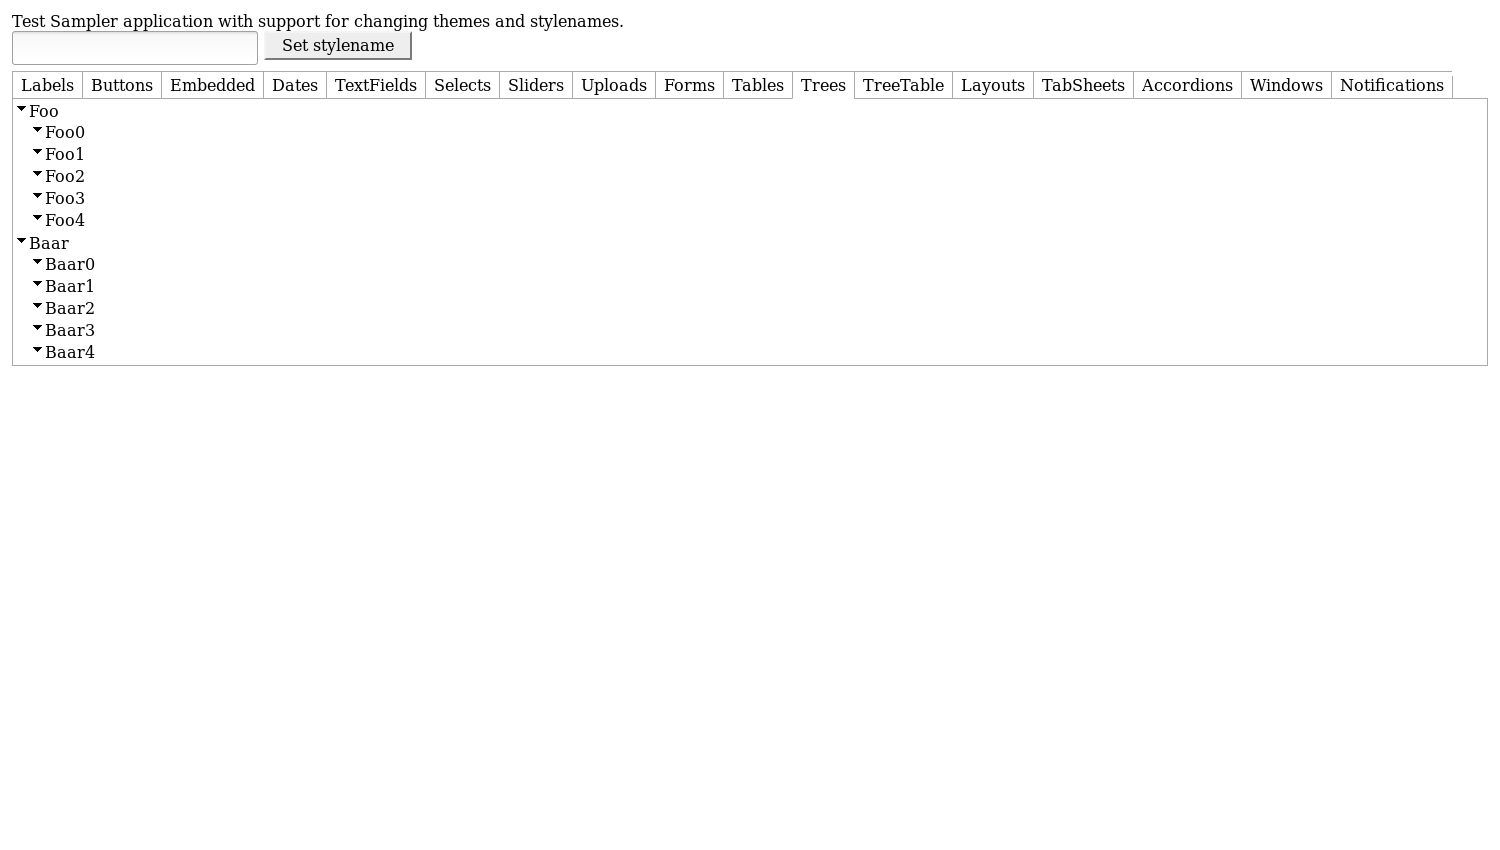 Test Sampler application with support for changing themes and stylenames.
Set stylename
Labels Buttons Embedded Dates TextFields Selects Sliders Uploads Forms Tables Trees TreeTable Layouts TabSheets Accordions Windows Notifications
Foo
Foo0
Foo1
Foo2
Foo3
Foo4
Baar
Baar0
Baar1
Baar2
Baar3
Baar4